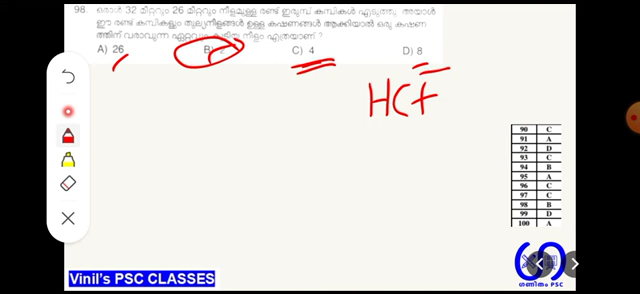 98. ഒരാൾ 32 മീറ്ററും 26 മീറ്ററും നീളമുള്ള രണ്ട് ഇരുമ്പ് കമ്പികൾ എടുത്തു. അയാൾ
ഈ രണ്ട് കമ്പികളും തുല്യനീളങ്ങൾ ഉള്ള കഷണങ്ങൾ ആക്കിയാൽ ഒരു കഷണ
ത്തിന് വരാവുന്ന ഏറ്റവും കൂടിയ നീളം എത്രയാണ് ?
A) 26 B) 2 C) 4 D) 8
HCF
90 C
91 A
92 D
93 C
94 B
95 A
96 C
97 C
98 B
99 D
100 A
ഗണിതം PSC
Vinil's PSC CLASSES